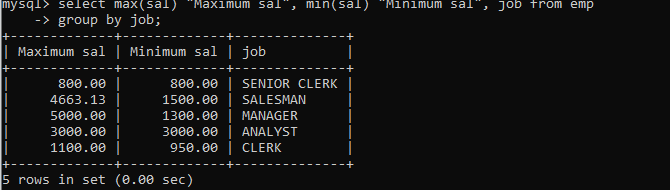 mysql> select max(sal) "Maximum sal", min(sal) "Minimum sal", job from emp
    -> group by job;
+-------------+-------------+--------------+
| Maximum sal | Minimum sal | job          |
+-------------+-------------+--------------+
|      800.00 |      800.00 | SENIOR CLERK |
|     4663.13 |     1500.00 | SALESMAN     |
|     5000.00 |     1300.00 | MANAGER      |
|     3000.00 |     3000.00 | ANALYST      |
|     1100.00 |      950.00 | CLERK        |
+-------------+-------------+--------------+
5 rows in set (0.00 sec)